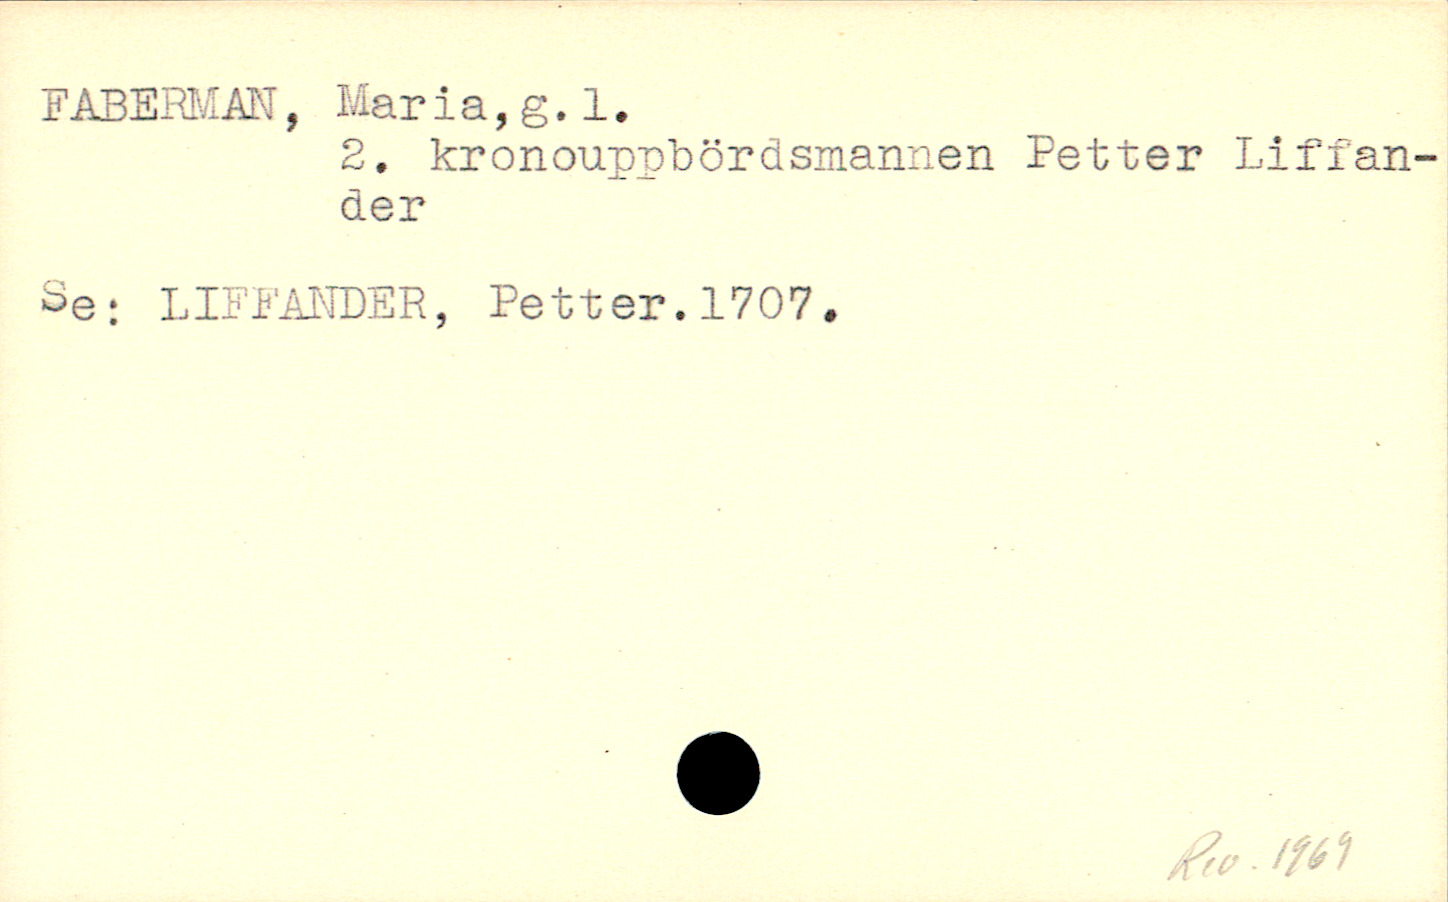 FABERMAN, Maria,g.1.
2. kronouppbördsmannen Petter Liffan-
der
Se: LIFFANDER, Petter.1707.
Rev. 1969